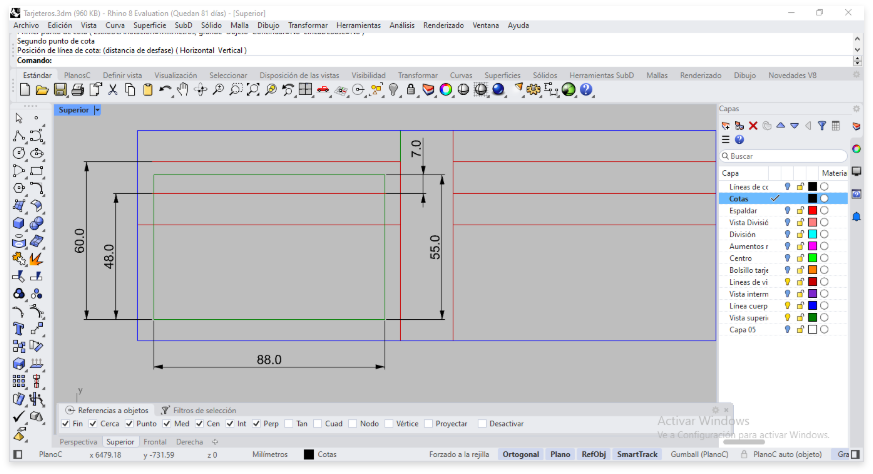 Tarjeteros.3dm (960 KB) - Rhino 8 Evaluation (Quedan 81 días) - [Superior]
Archivo Edición Vista Curva Superficie SubD Sólido Malla Dibujo Transformar Herramientas Análisis Renderizado Ventana Ayuda
Segundo punto de cota
Posición de línea de cota: (distancia de desfase) ( Horizontal Vertical )
Comando:
Estándar PlanosC Definir vista Visualización Seleccionar Disposición de las vistas Visibilidad Transformar Curvas Superficies Sólidos Herramientas SubD Mallas Renderizado Dibujo Novedades V8
Superior
Capas
Buscar
Capa Materia
Líneas de cc
Cotas
Espaldar
Vista Divisió
División
Aumentos r
Centro
Bolsillo tarje
Lineas de vi
Vista interm
Línea cuerp
Vista superi
Capa 05
7.0
60.0
48.0
55.0
88.0
y
Referencias a objetos Filtros de selección
Fin Cerca Punto Med Cen Int Perp Tan Cuad Nodo Vértice Proyectar Desactivar
Activar Windows
Ve a Configuración para activar Windows.
Perspectiva Superior Frontal Derecha
PlanoC x 6479.18 y -731.59 z 0 Milímetros Cotas Forzado a la rejilla Ortogonal Plano RefObj SmartTrack Gumball (PlanoC) PlanoC auto (objeto) Gra